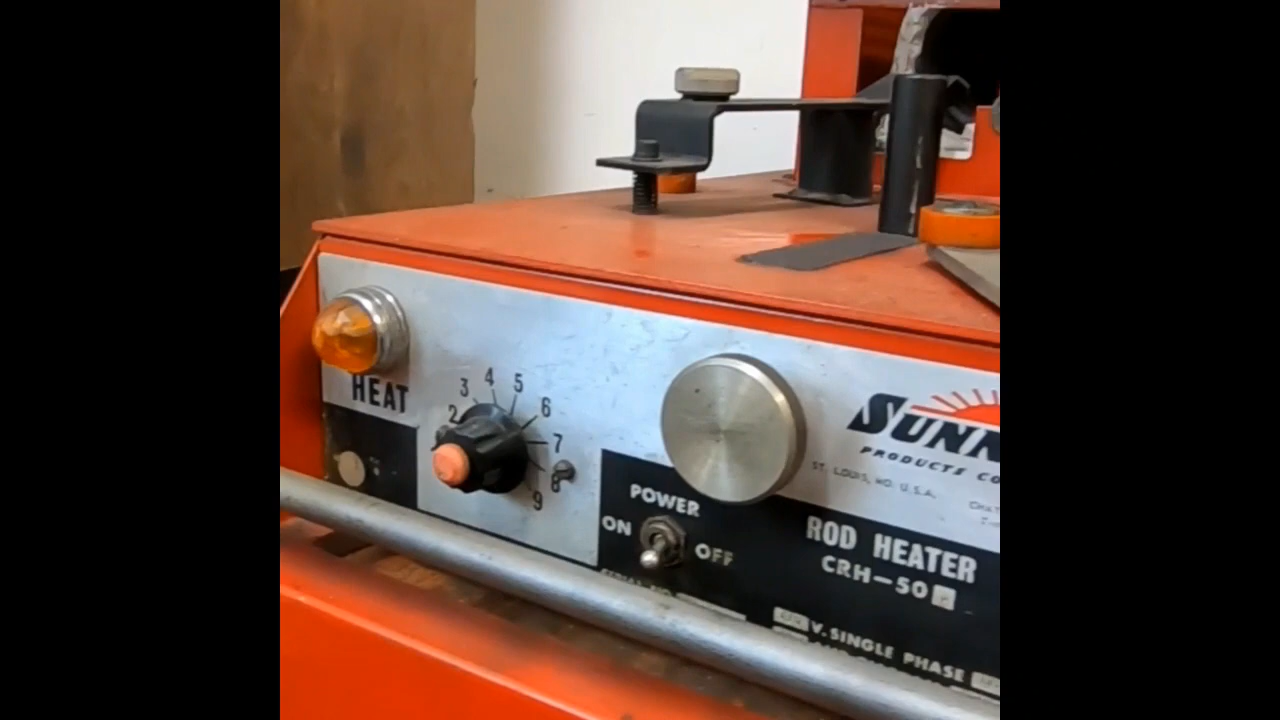 HEAT
2 3 4 5 6 7 8 9
SUNN
PRODUCTS CO
ST. LOUIS, MO. U.S.A.
POWER
ON OFF
ROD HEATER
CRH-50
V. SINGLE PHASE